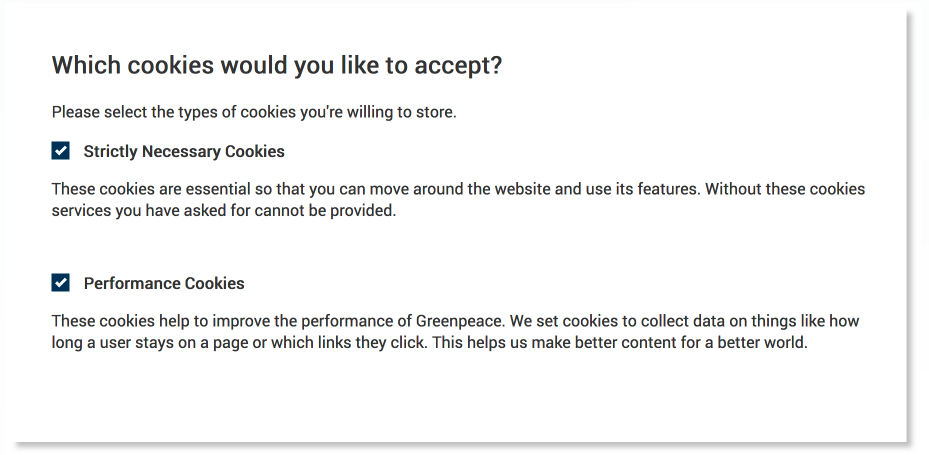 Which cookies would you like to accept?
Please select the types of cookies you're willing to store.
Strictly Necessary Cookies
These cookies are essential so that you can move around the website and use its features. Without these cookies
services you have asked for cannot be provided.
Performance Cookies
These cookies help to improve the performance of Greenpeace. We set cookies to collect data on things like how
long a user stays on a page or which links they click. This helps us make better content for a better world.